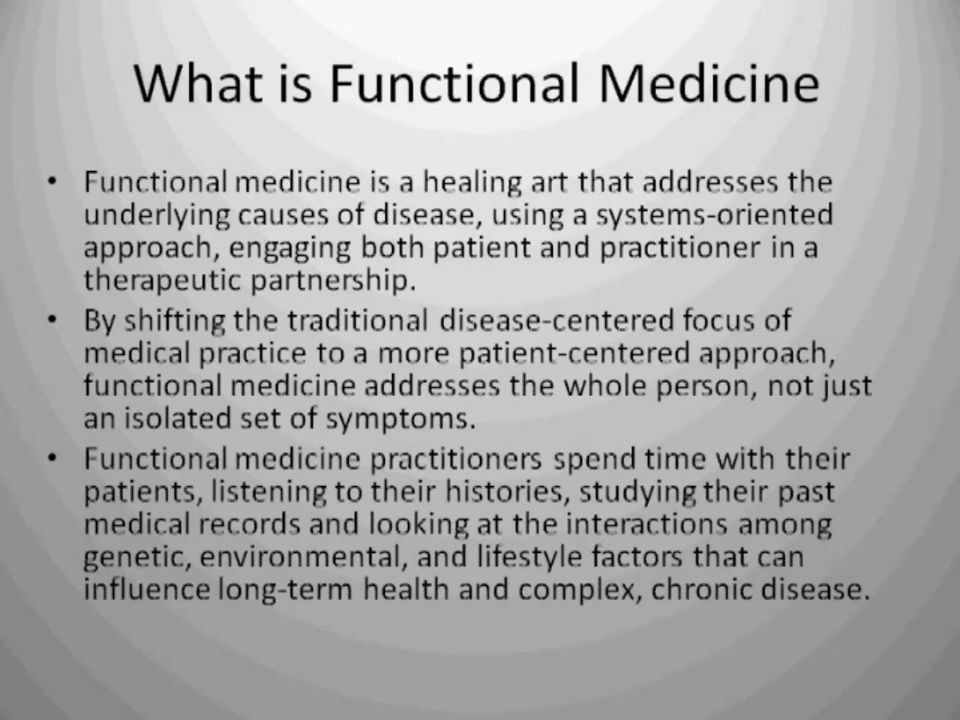 What is Functional Medicine
• Functional medicine is a healing art that addresses the
underlying causes of disease, using a systems-oriented
approach, engaging both patient and practitioner in a
therapeutic partnership.
• By shifting the traditional disease-centered focus of
medical practice to a more patient-centered approach,
functional medicine addresses the whole person, not just
an isolated set of symptoms.
• Functional medicine practitioners spend time with their
patients, listening to their histories, studying their past
medical records and looking at the interactions among
genetic, environmental, and lifestyle factors that can
influence long-term health and complex, chronic disease.